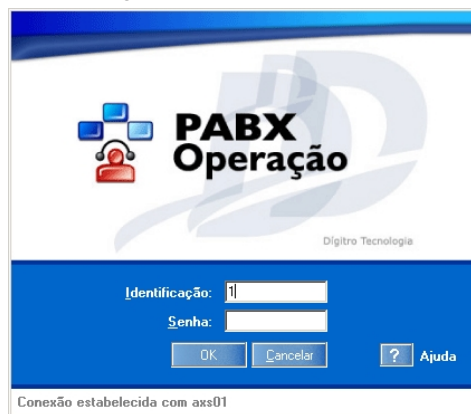 PABX
Operação
Dígitro Tecnologia
Identificação: 1
Senha:
OK Cancelar ? Ajuda
Conexão estabelecida com axs01